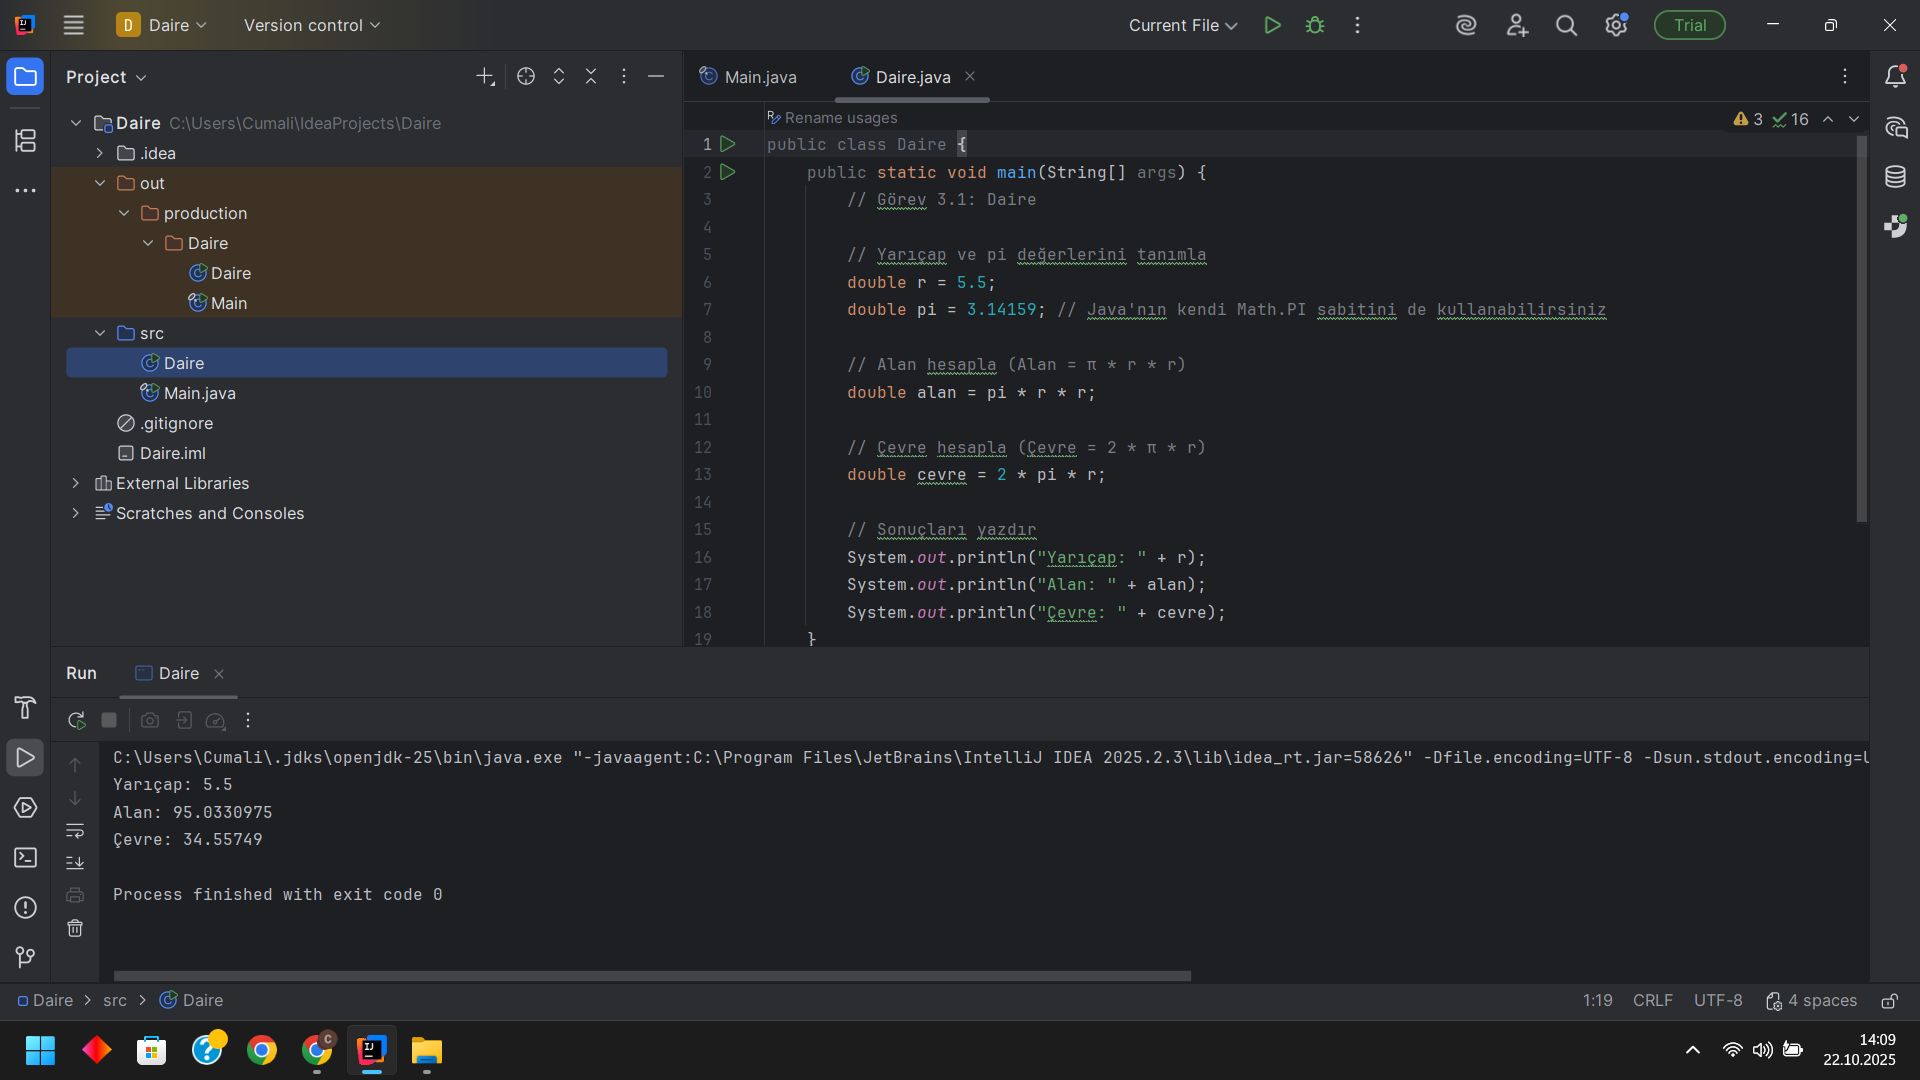 D Daire
Version control
Current File
Trial
Project
Daire C:\Users\Cumali\IdeaProjects\Daire
.idea
out
production
Daire
Daire
Main
src
Daire
Main.java
.gitignore
Daire.iml
External Libraries
Scratches and Consoles
Main.java
Daire.java
Rename usages
3 16
1 public class Daire {
2 public static void main(String[] args) {
3 // Görev 3.1: Daire
4
5 // Yarıçap ve pi değerlerini tanımla
6 double r = 5.5;
7 double pi = 3.14159; // Java'nın kendi Math.PI sabitini de kullanabilirsiniz
8
9 // Alan hesapla (Alan = π * r * r)
10 double alan = pi * r * r;
11
12 // Çevre hesapla (Çevre = 2 * π * r)
13 double cevre = 2 * pi * r;
14
15 // Sonuçları yazdır
16 System.out.println("Yarıçap: " + r);
17 System.out.println("Alan: " + alan);
18 System.out.println("Çevre: " + cevre);
19 }
Run
Daire
C:\Users\Cumali\.jdks\openjdk-25\bin\java.exe "-javaagent:C:\Program Files\JetBrains\IntelliJ IDEA 2025.2.3\lib\idea_rt.jar=58626" -Dfile.encoding=UTF-8 -Dsun.stdout.encoding=U
Yarıçap: 5.5
Alan: 95.0330975
Çevre: 34.55749
Process finished with exit code 0
Daire > src > Daire
1:19 CRLF UTF-8 4 spaces
14:09
22.10.2025